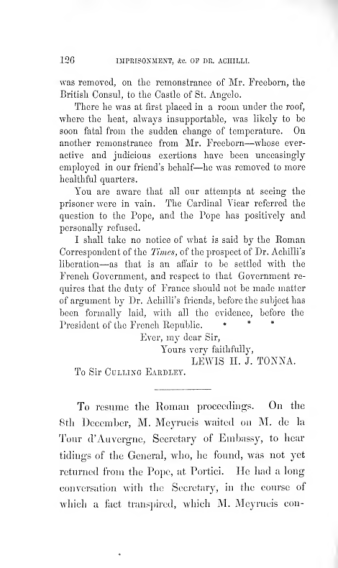 126 IMPRISONMENT, &c. OF DR. ACHILLI.
was removed, on the remonstrance of Mr. Freeborn, the
British Consul, to the Castle of St. Angelo.
There he was at first placed in a room under the roof,
where the heat, always insupportable, was likely to be
soon fatal from the sudden change of temperature. On
another remonstrance from Mr. Freeborn—whose ever-
active and judicious exertions have been unceasingly
employed in our friend's behalf—he was removed to more
healthful quarters.
You are aware that all our attempts at seeing the
prisoner were in vain. The Cardinal Vicar referred the
question to the Pope, and the Pope has positively and
personally refused.
I shall take no notice of what is said by the Roman
Correspondent of the Times, of the prospect of Dr. Achilli's
liberation—as that is an affair to be settled with the
French Government, and respect to that Government re-
quires that the duty of France should not be made matter
of argument by Dr. Achilli's friends, before the subject has
been formally laid, with all the evidence, before the
President of the French Republic. * * *
Ever, my dear Sir,
Yours very faithfully,
LEWIS H. J. TONNA.
To Sir CULLING EARDLEY.
To resume the Roman proceedings. On the
8th December, M. Meyrueis waited on M. de la
Tour d'Auvergne, Secretary of Embassy, to hear
tidings of the General, who, he found, was not yet
returned from the Pope, at Portici. He had a long
conversation with the Secretary, in the course of
which a fact transpired, which M. Meyrueis con-